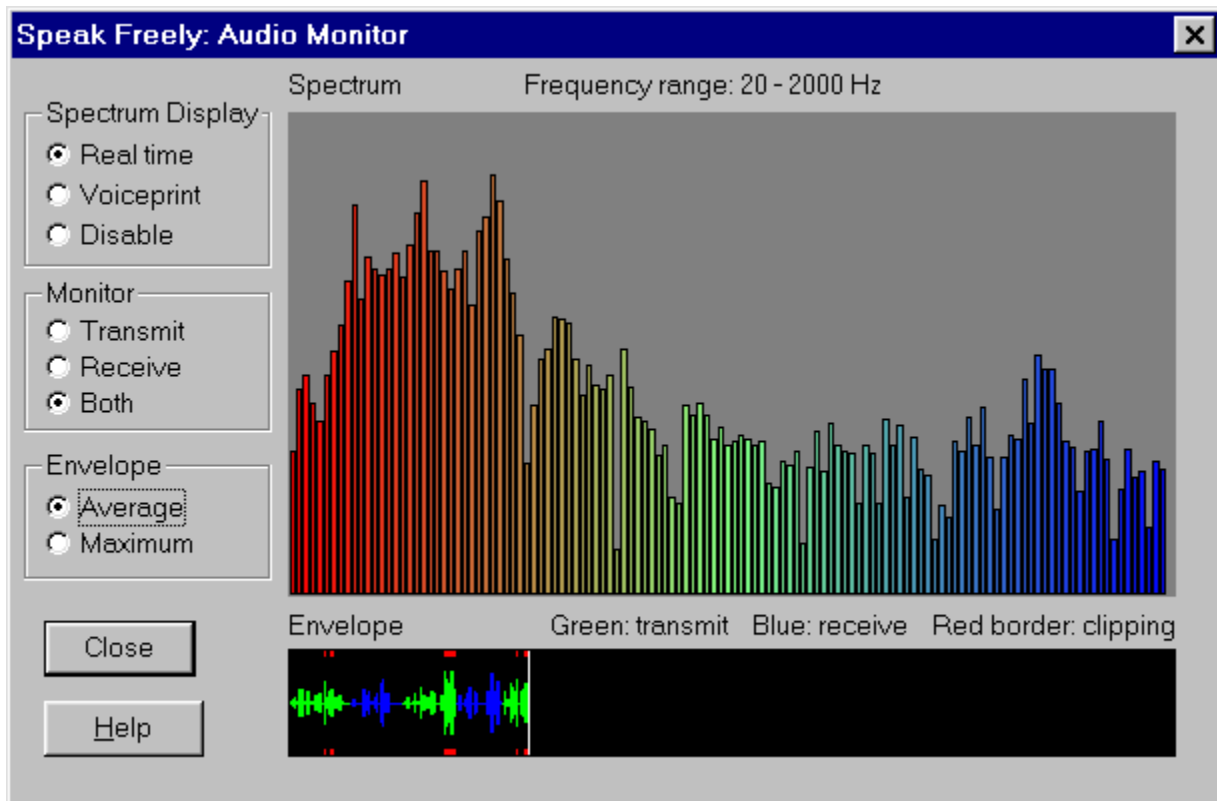 Speak Freely: Audio Monitor
Spectrum Frequency range: 20 - 2000 Hz
Spectrum Display
Real time
Voiceprint
Disable
Monitor
Transmit
Receive
Both
Envelope
Average
Maximum
Close
Help
Envelope Green: transmit Blue: receive Red border: clipping